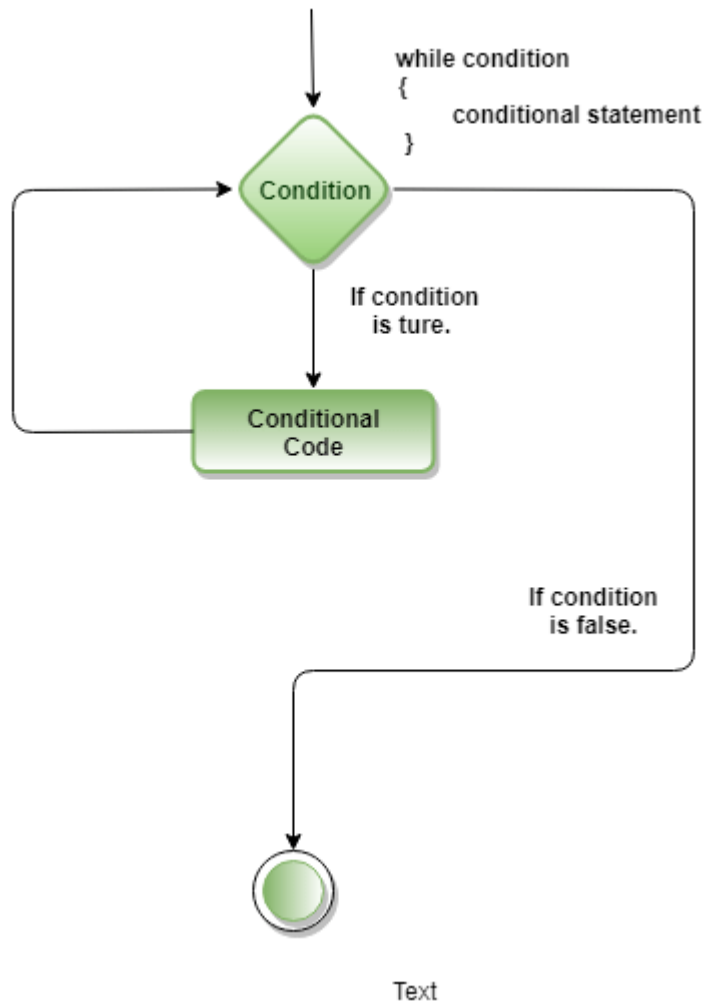 while condition
{
conditional statement
}
Condition
If condition
is ture.
Conditional
Code
If condition
is false.
Text